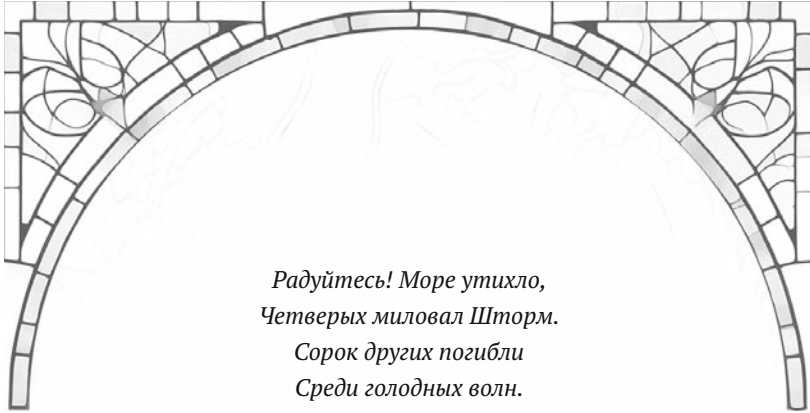 Радуйтесь! Море утихло,
Четверых миловал Шторм.
Сорок других погибли
Среди голодных волн.